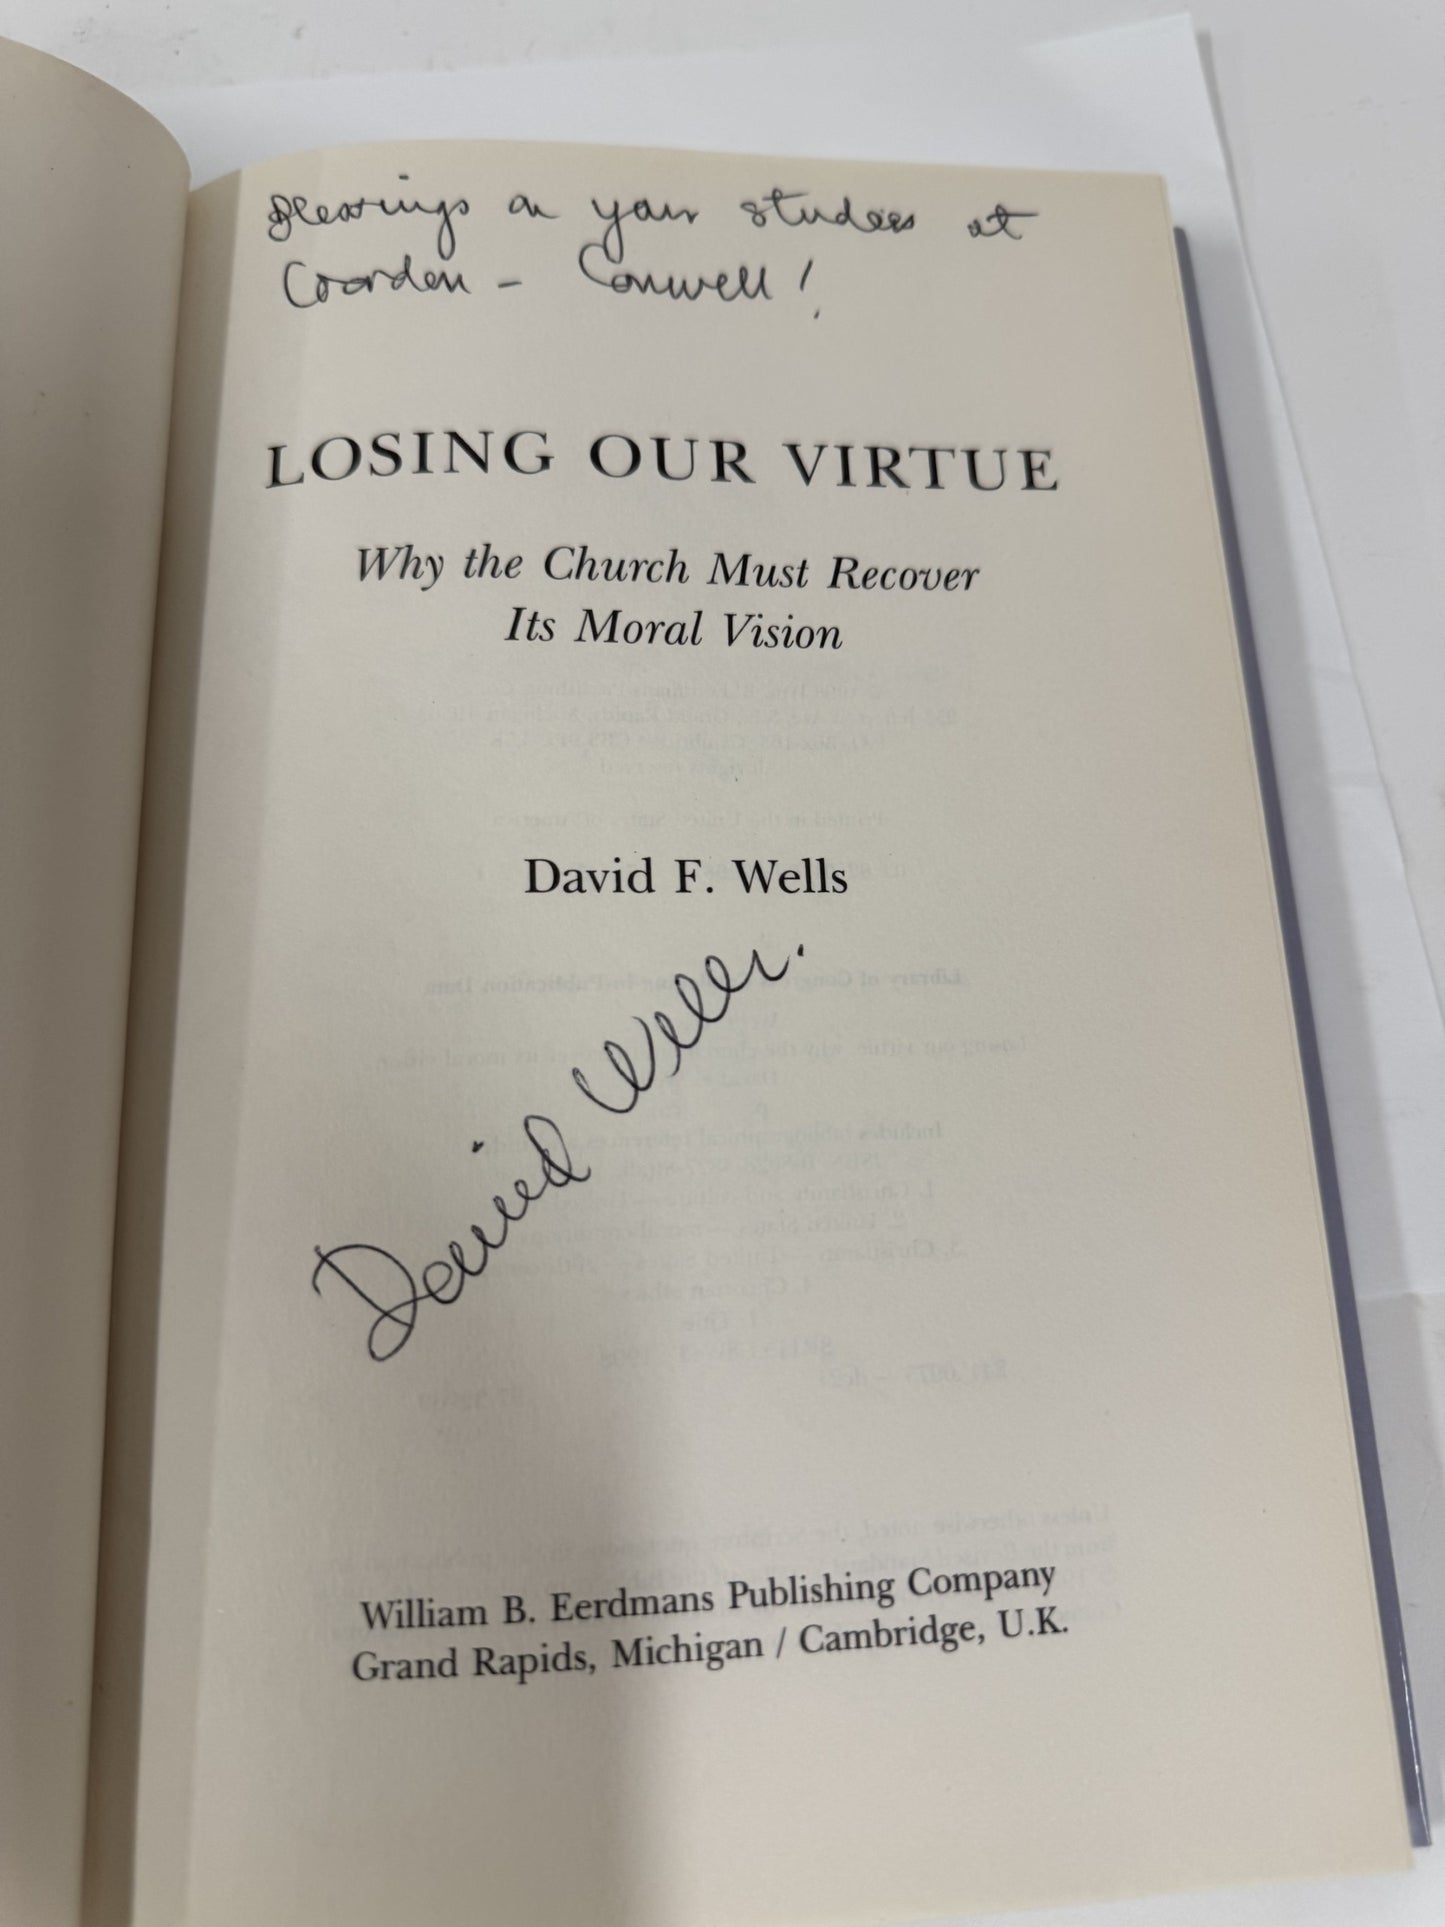 Blessings on your studies at
Gordon - Conwell!
LOSING OUR VIRTUE
Why the Church Must Recover
Its Moral Vision
David F. Wells
David Wells.
William B. Eerdmans Publishing Company
Grand Rapids, Michigan / Cambridge, U.K.